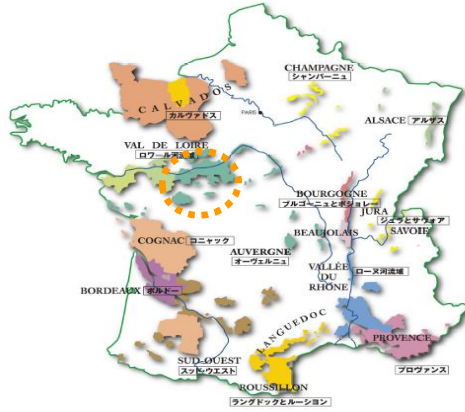 CHAMPAGNE
シャンパーニュ
CALVADOS
カルヴァドス
PARIS
ALSACE アルザス
VAL DE LOIRE
ロワール河流域
BOURGOGNE
ブルゴーニュとボジョレー
JURA
ジュラとサヴォア
SAVOIE
BEAUJOLAIS
COGNAC コニャック
AUVERGNE
オーヴェルニュ
VALLÉE
DU
RHÔNE
ローヌ河流域
BORDEAUX ボルドー
LANGUEDOC
PROVENCE
プロヴァンス
SUD-OUEST
スッド・ウエスト
ROUSSILLON
ラングドックとルーション